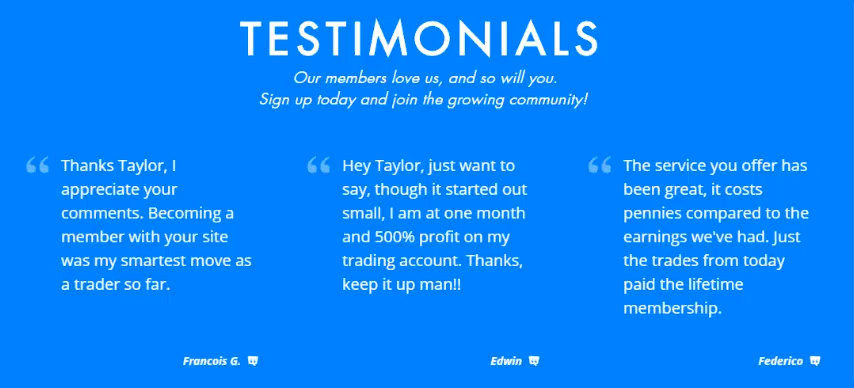 TESTIMONIALS
Our members love us, and so will you.
Sign up today and join the growing community!
Thanks Taylor, I
appreciate your
comments. Becoming a
member with your site
was my smartest move as
a trader so far.
Francois G.
Hey Taylor, just want to
say, though it started out
small, I am at one month
and 500% profit on my
trading account. Thanks,
keep it up man!!
Edwin
The service you offer has
been great, it costs
pennies compared to the
earnings we've had. Just
the trades from today
paid the lifetime
membership.
Federico